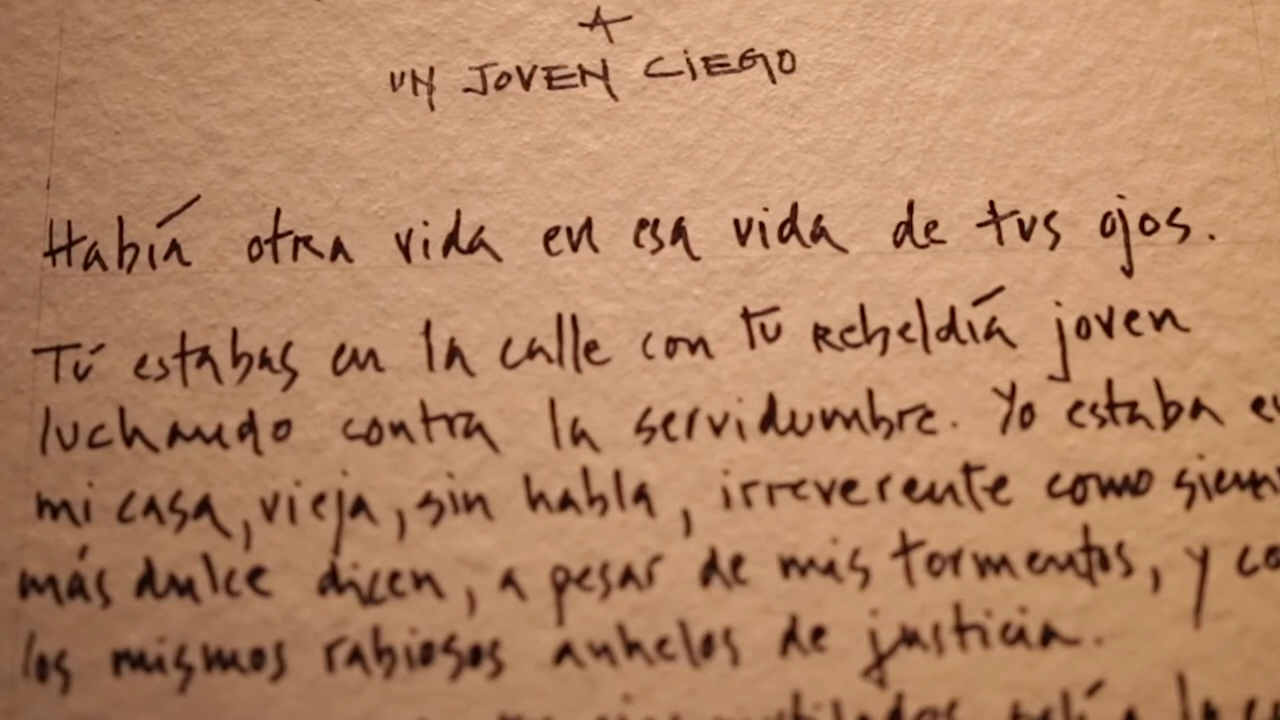 A
UN JOVEN CIEGO
Había otra vida en esa vida de tus ojos.
Tú estabas en la calle con tu rebeldía joven
luchando contra la servidumbre. Yo estaba
mi casa, vieja, sin habla, irreverente como
más dulce dicen, a pesar de mis tormentos, y
los mismos rabiosos anhelos de justicia.